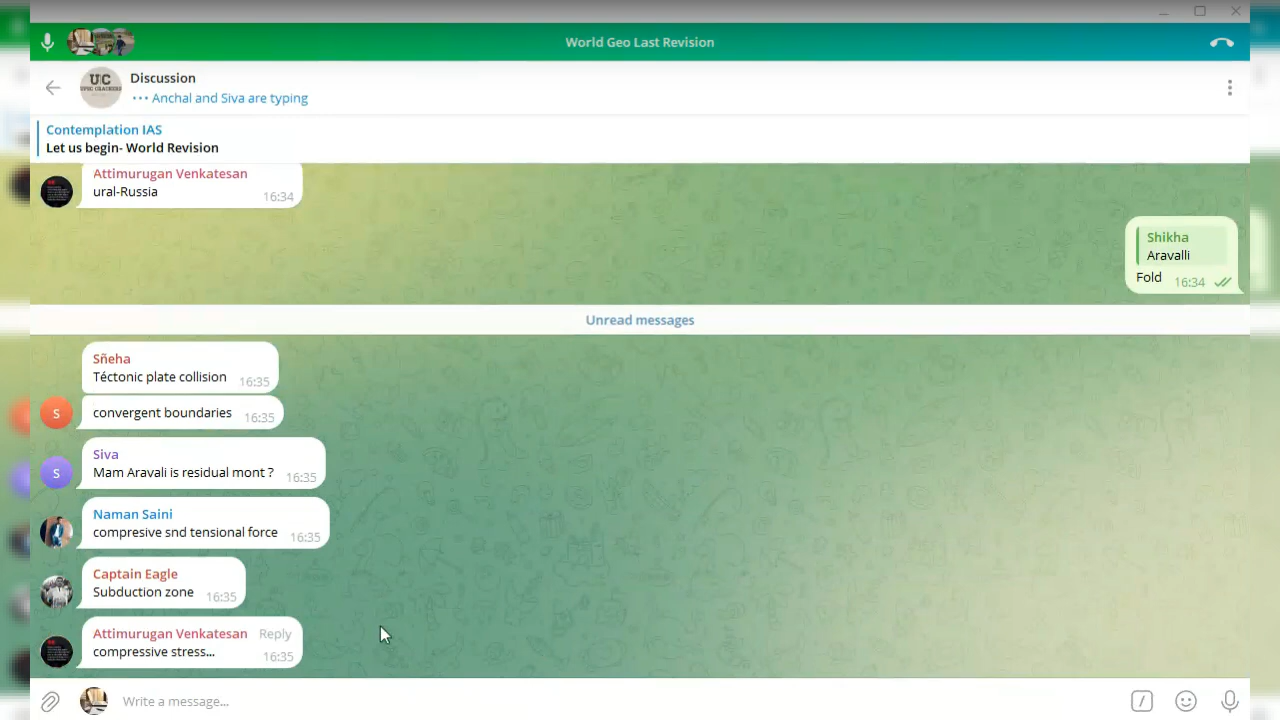 World Geo Last Revision
UC
UPSC CRACKERS
Discussion
Anchal and Siva are typing
Contemplation IAS
Let us begin- World Revision
Attimurugan Venkatesan
ural-Russia
16:34
Shikha
Aravalli
Fold
16:34
Unread messages
Sñeha
Téctonic plate collision
16:35
S
convergent boundaries
16:35
Siva
S
Mam Aravali is residual mont ?
16:35
Naman Saini
compresive snd tensional force
16:35
Captain Eagle
Subduction zone
16:35
Attimurugan Venkatesan
Reply
compressive stress...
16:35
Write a message...